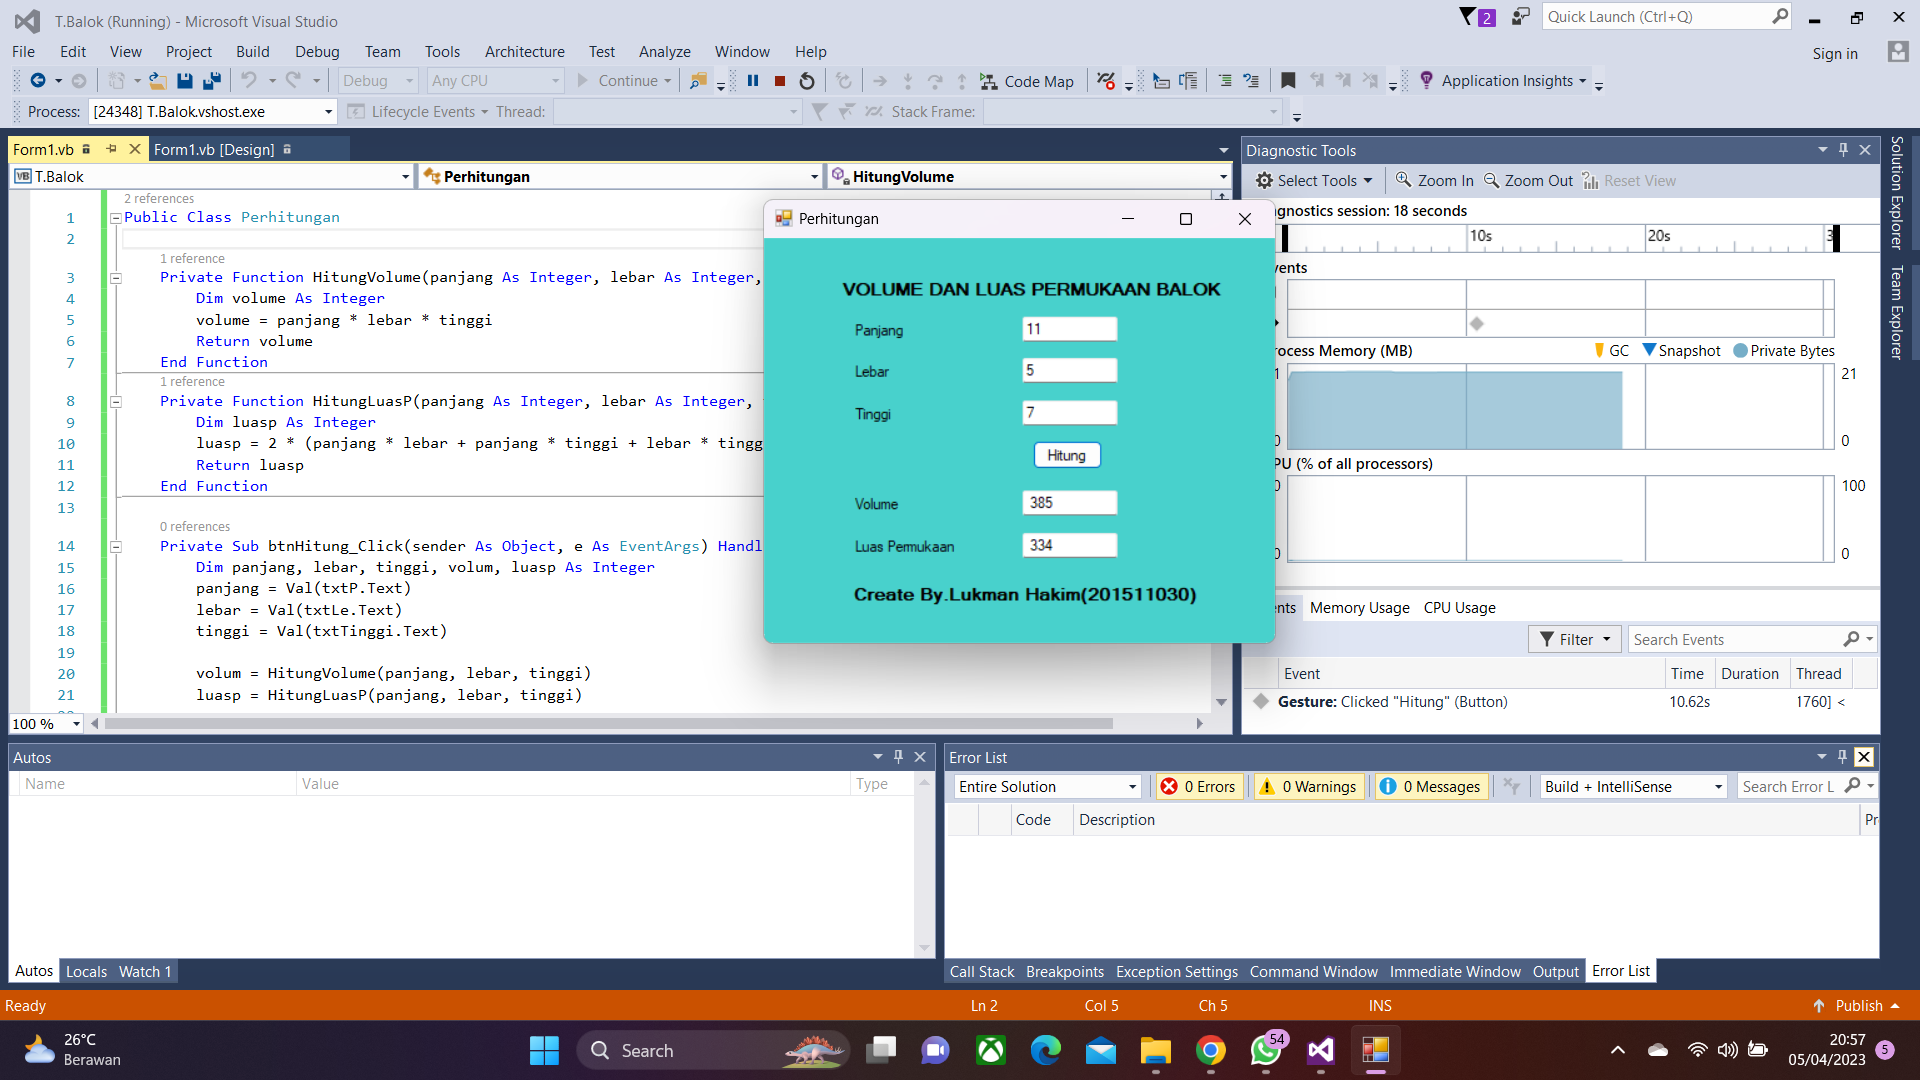 T.Balok (Running) - Microsoft Visual Studio
2
Quick Launch (Ctrl+Q)
File Edit View Project Build Debug Team Tools Architecture Test Analyze Window Help
Sign in
Debug Any CPU Continue Code Map Application Insights
Process: [24348] T.Balok.vshost.exe Lifecycle Events Thread: Stack Frame:
Form1.vb Form1.vb [Design]
VB T.Balok Perhitungan HitungVolume
2 references
1 Public Class Perhitungan
2
1 reference
3 Private Function HitungVolume(panjang As Integer, lebar As Integer,
4 Dim volume As Integer
5 volume = panjang * lebar * tinggi
6 Return volume
7 End Function
1 reference
8 Private Function HitungLuasP(panjang As Integer, lebar As Integer,
9 Dim luasp As Integer
10 luasp = 2 * (panjang * lebar + panjang * tinggi + lebar * tingg
11 Return luasp
12 End Function
13
0 references
14 Private Sub btnHitung_Click(sender As Object, e As EventArgs) Handl
15 Dim panjang, lebar, tinggi, volum, luasp As Integer
16 panjang = Val(txtP.Text)
17 lebar = Val(txtLe.Text)
18 tinggi = Val(txtTinggi.Text)
19
20 volum = HitungVolume(panjang, lebar, tinggi)
21 luasp = HitungLuasP(panjang, lebar, tinggi)
100 %
Perhitungan
VOLUME DAN LUAS PERMUKAAN BALOK
Panjang 11
Lebar 5
Tinggi 7
Hitung
Volume 385
Luas Permukaan 334
Create By.Lukman Hakim(201511030)
Diagnostic Tools
Select Tools Zoom In Zoom Out Reset View
gnostics session: 18 seconds
10s 20s 3
vents
rocess Memory (MB) GC Snapshot Private Bytes
1 21
0 0
PU (% of all processors)
0 100
0 0
nts Memory Usage CPU Usage
Filter Search Events
Event Time Duration Thread
Gesture: Clicked "Hitung" (Button) 10.62s 1760] <
Solution Explorer
Team Explorer
Autos
Name Value Type
Autos Locals Watch 1
Error List
Entire Solution 0 Errors 0 Warnings 0 Messages Build + IntelliSense Search Error L
Code Description Pr
Call Stack Breakpoints Exception Settings Command Window Immediate Window Output Error List
Ready Ln 2 Col 5 Ch 5 INS Publish
26°C
Berawan
Search
54
20:57
05/04/2023
5